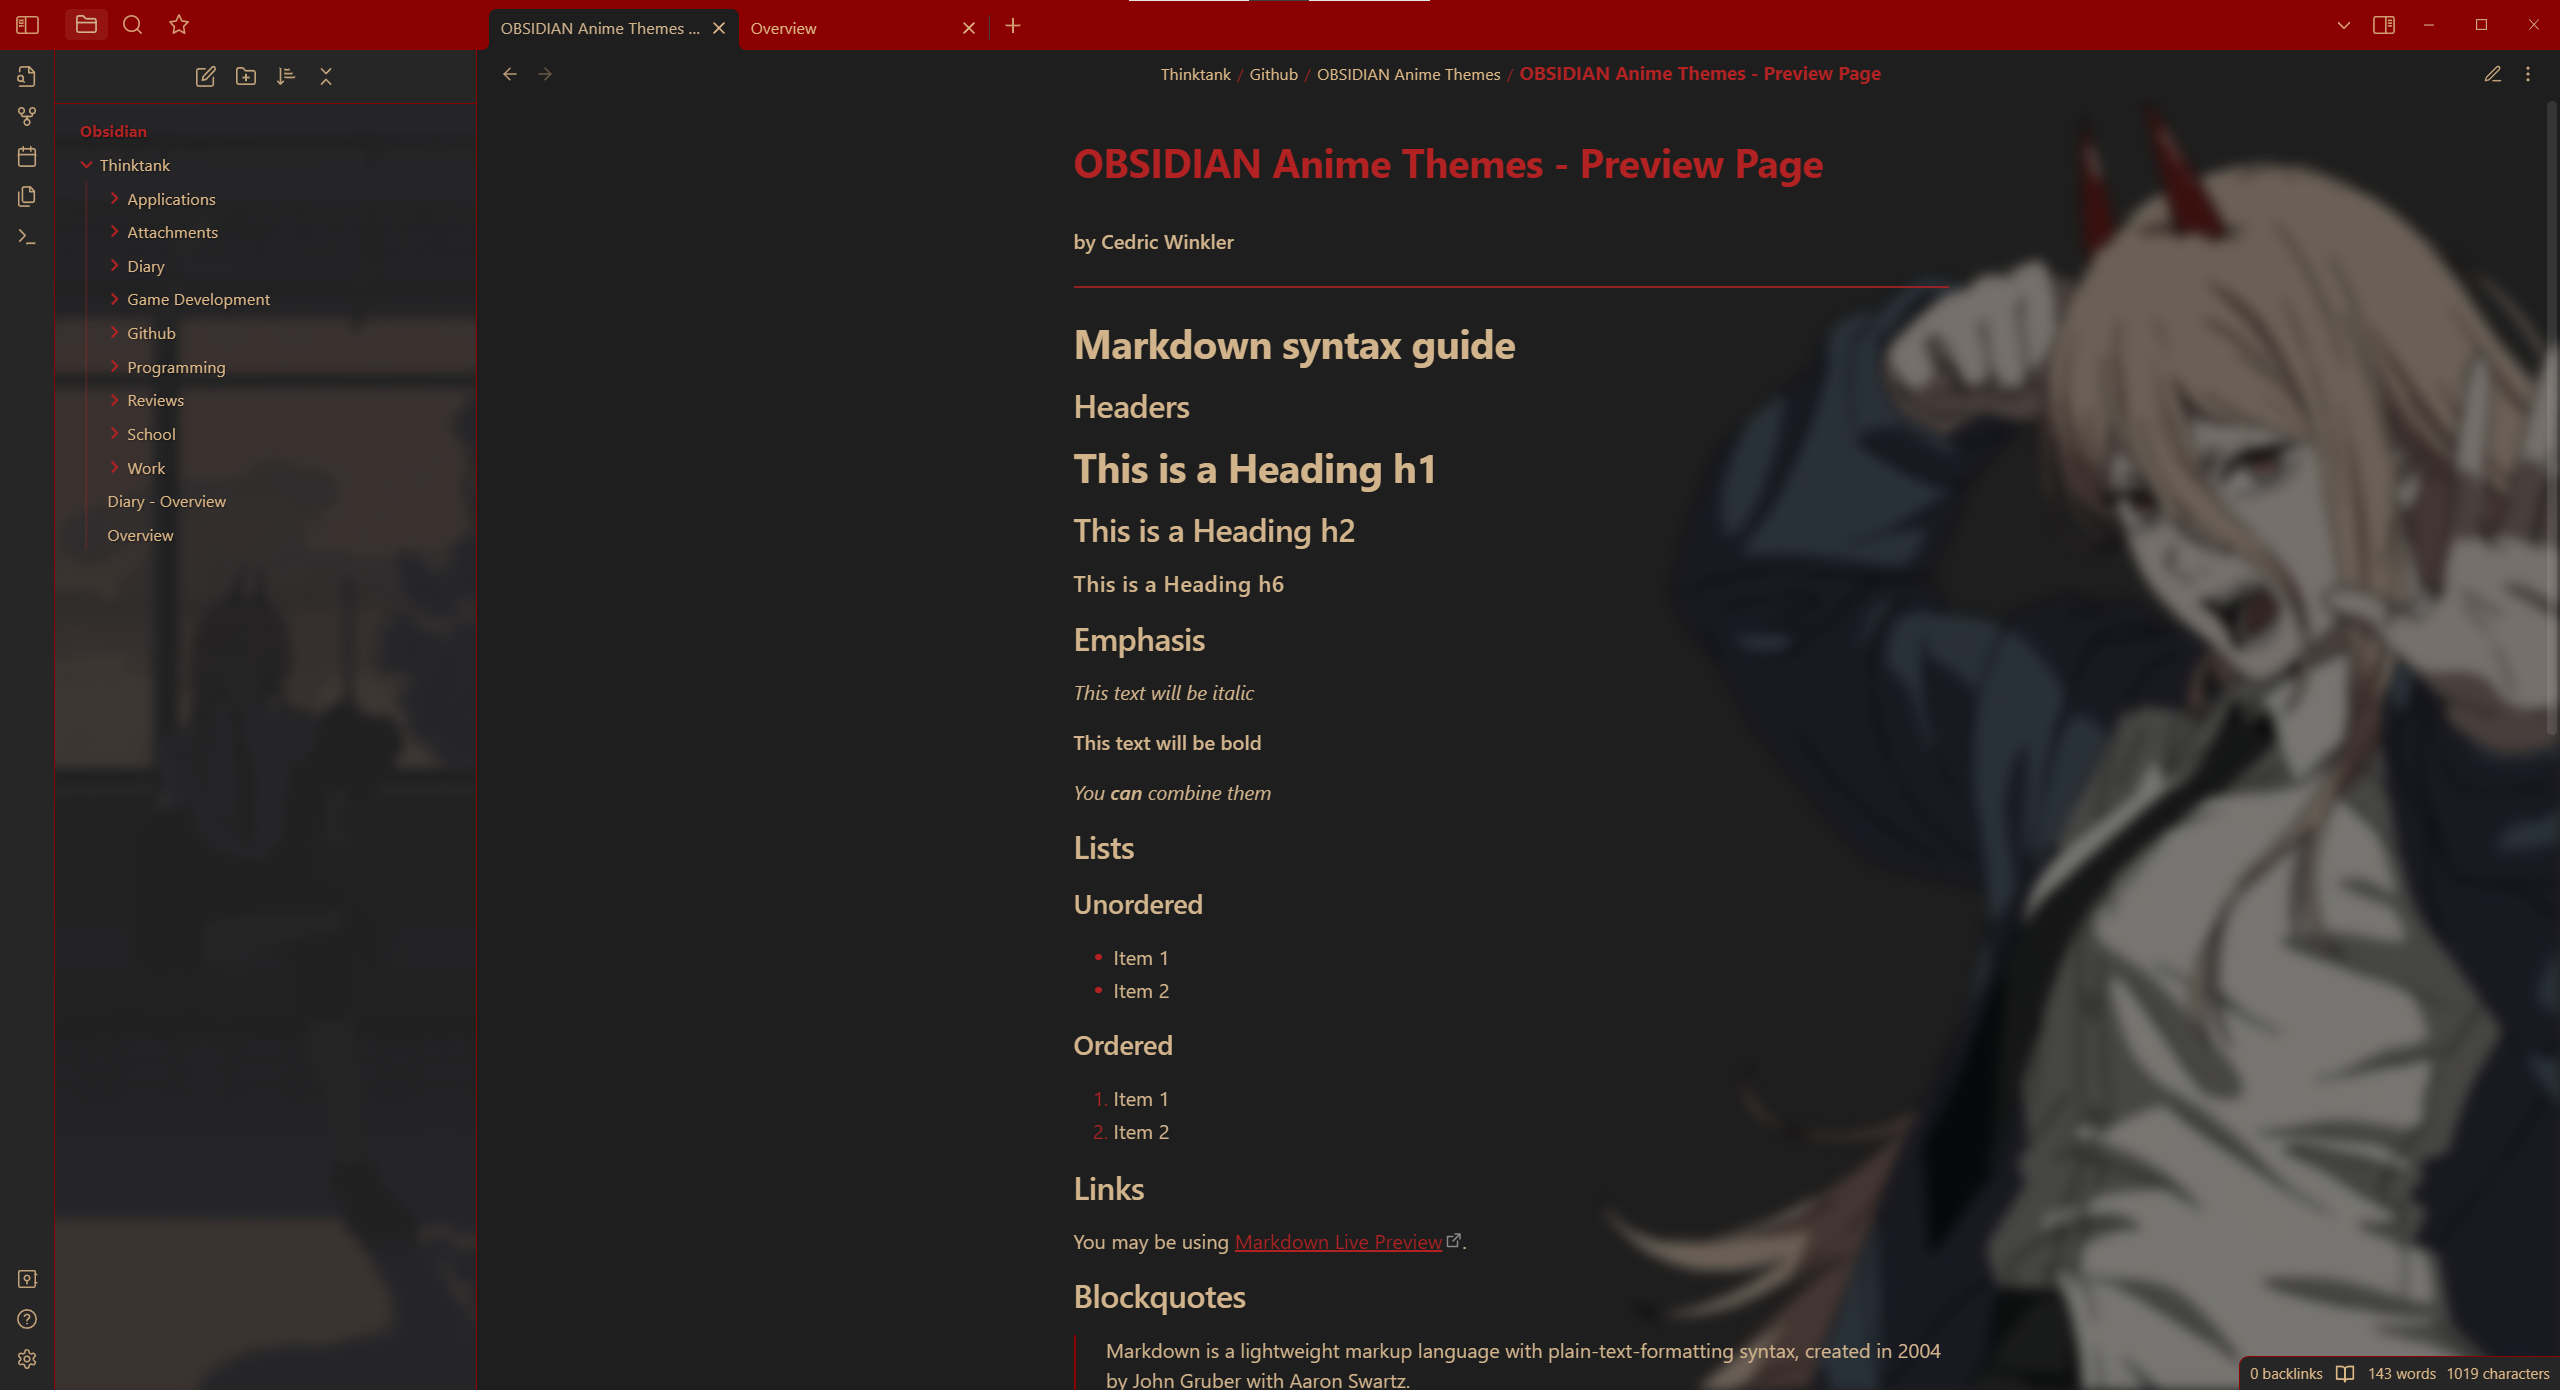 OBSIDIAN Anime Themes ...
Overview
Thinktank / Github / OBSIDIAN Anime Themes / OBSIDIAN Anime Themes - Preview Page
Obsidian
Thinktank
Applications
Attachments
Diary
Game Development
Github
Programming
Reviews
School
Work
Diary - Overview
Overview
OBSIDIAN Anime Themes - Preview Page
by Cedric Winkler
Markdown syntax guide
Headers
This is a Heading h1
This is a Heading h2
This is a Heading h6
Emphasis
This text will be italic
This text will be bold
You can combine them
Lists
Unordered
• Item 1
• Item 2
Ordered
1. Item 1
2. Item 2
Links
You may be using Markdown Live Preview.
Blockquotes
Markdown is a lightweight markup language with plain-text-formatting syntax, created in 2004
by John Gruber with Aaron Swartz.
0 backlinks 143 words 1019 characters